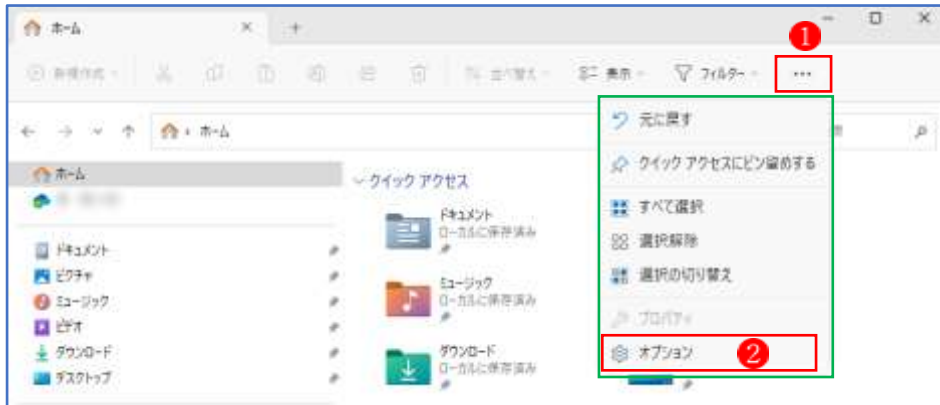 ホーム
1
新規作成
並べ替え
表示
フィルター
...
ホーム
元に戻す
クイック アクセスにピン留めする
すべて選択
選択解除
選択の切り替え
プロパティ
オプション
2
ホーム
ドキュメント
ピクチャ
ミュージック
ビデオ
ダウンロード
デスクトップ
クイック アクセス
ドキュメント
ローカルに保存済み
ミュージック
ローカルに保存済み
ダウンロード
ローカルに保存済み